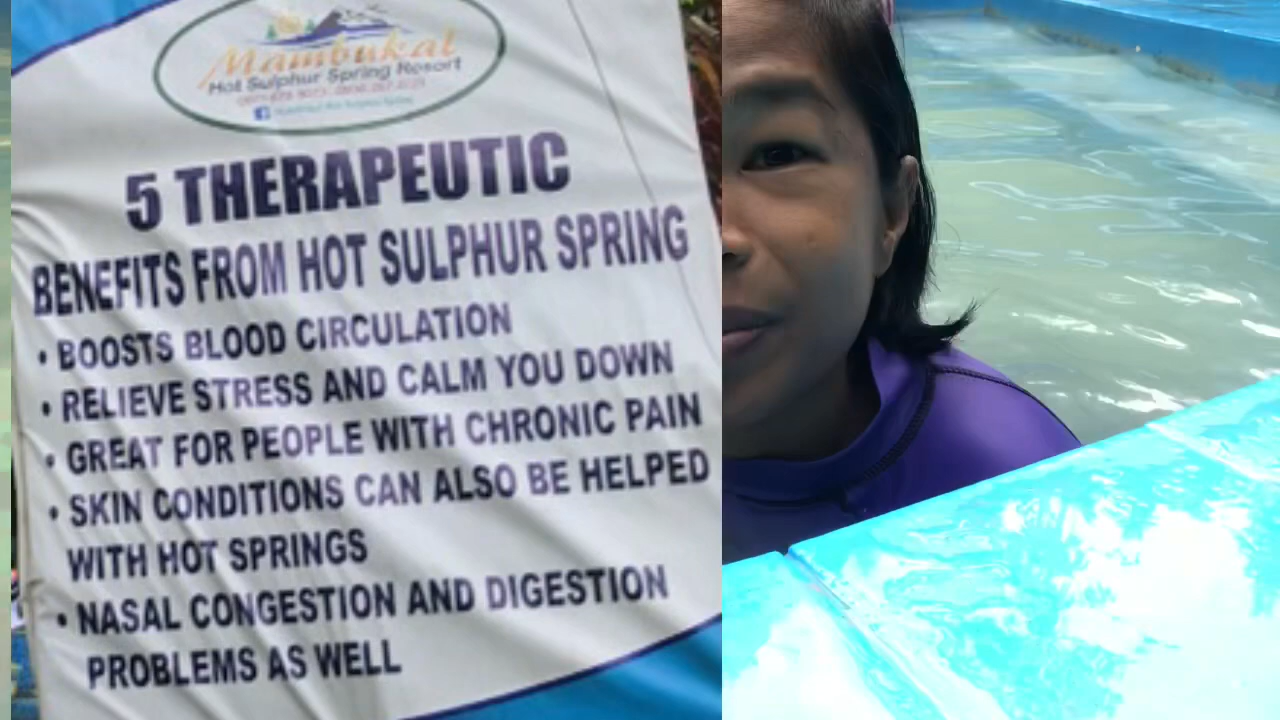 Mambukal
Hot Sulphur Spring Resort
5 THERAPEUTIC
BENEFITS FROM HOT SULPHUR SPRING
• BOOSTS BLOOD CIRCULATION
• RELIEVE STRESS AND CALM YOU DOWN
• GREAT FOR PEOPLE WITH CHRONIC PAIN
• SKIN CONDITIONS CAN ALSO BE HELPED
WITH HOT SPRINGS
• NASAL CONGESTION AND DIGESTION
PROBLEMS AS WELL